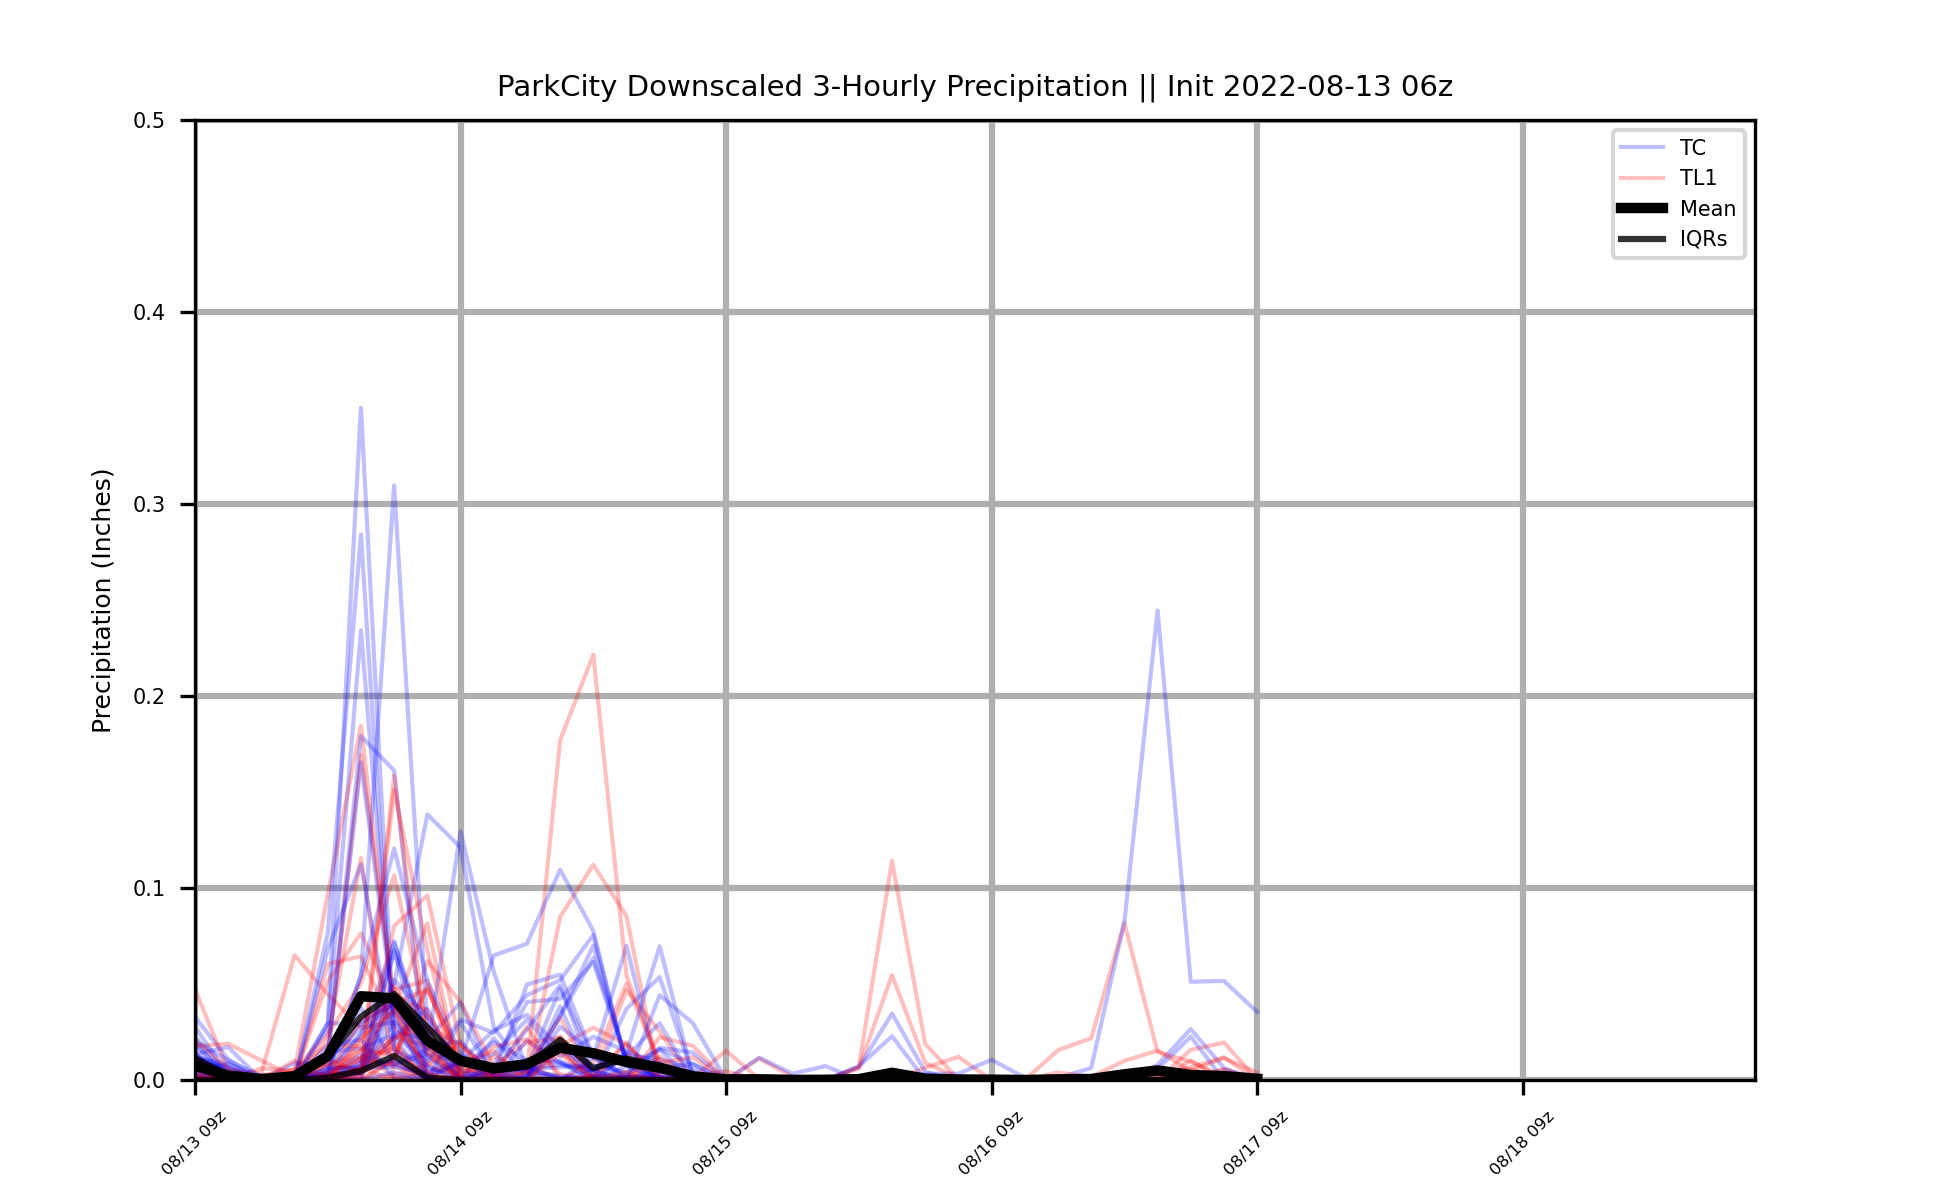 ParkCity Downscaled 3-Hourly Precipitation || Init 2022-08-13 06z
Precipitation (Inches)
0.5
0.4
0.3
0.2
0.1
0.0
TC
TL1
Mean
IQRs
08/13 09z
08/14 09z
08/15 09z
08/16 09z
08/17 09z
08/18 09z